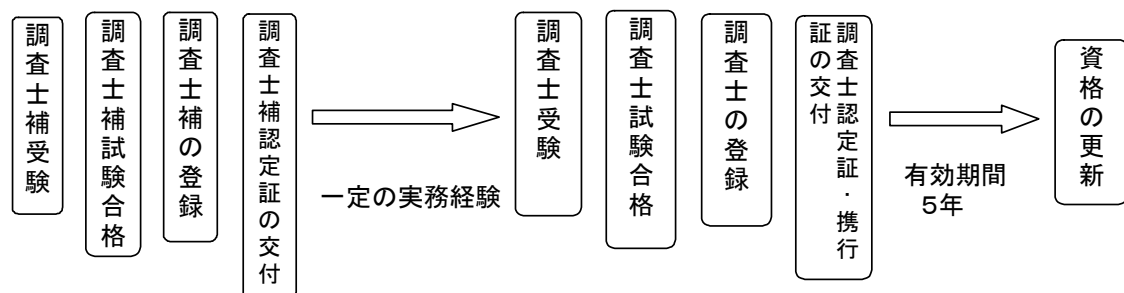 調査士補受験
調査士補試験合格
調査士補の登録
調査士補認定証の交付
一定の実務経験
調査士受験
調査士試験合格
調査士の登録
調査士認定証・携行
証の交付
有効期間
5年
資格の更新